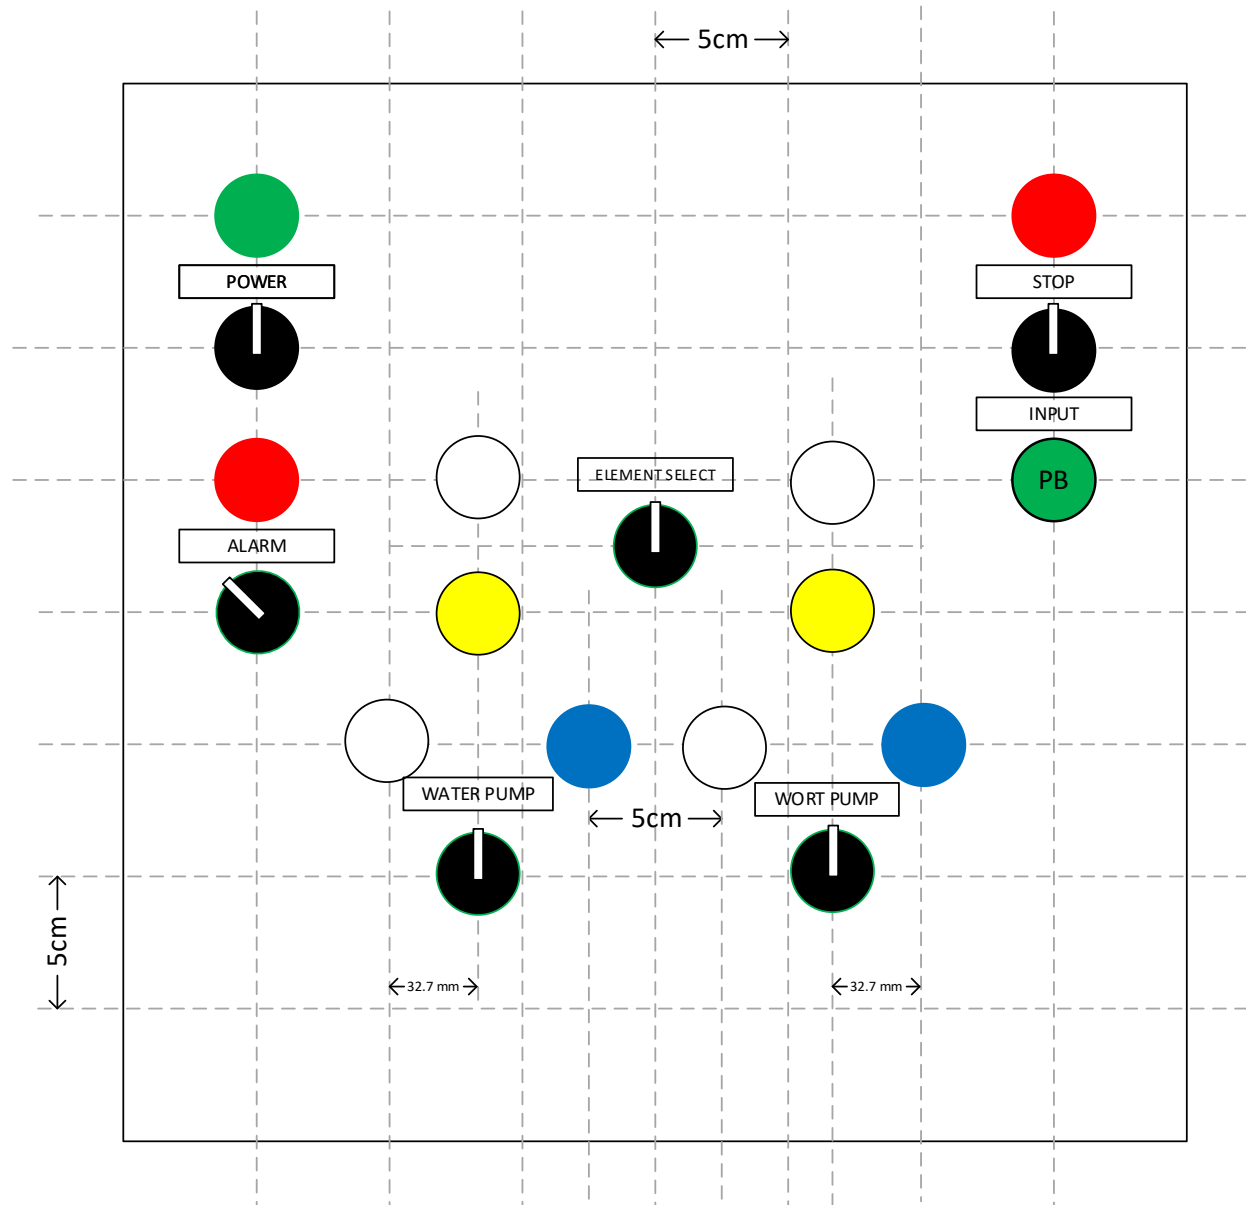 5cm
POWER
STOP
INPUT
ELEMENT SELECT
PB
ALARM
WATER PUMP
WORT PUMP
5cm
5cm
32.7 mm
32.7 mm